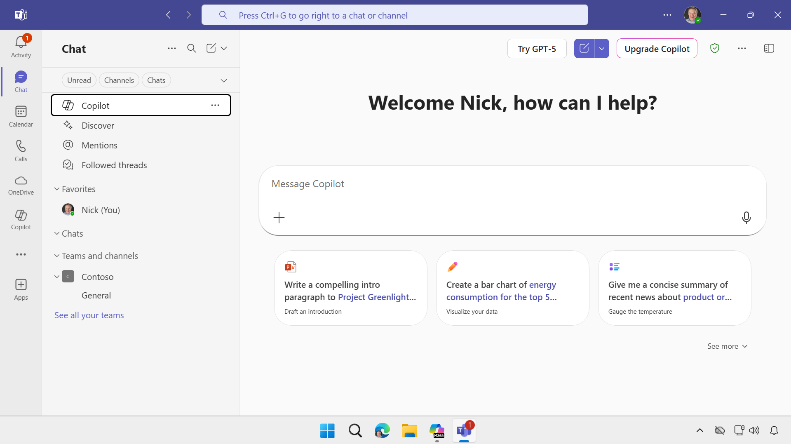 Press Ctrl+G to go right to a chat or channel
1
Activity
Chat
Calendar
Calls
OneDrive
Copilot
Apps
Chat
Unread
Channels
Chats
Copilot
Discover
Mentions
Followed threads
Favorites
Nick (You)
Chats
Teams and channels
Contoso
General
See all your teams
Try GPT-5
Upgrade Copilot
Welcome Nick, how can I help?
Message Copilot
Write a compelling intro
paragraph to Project Greenlight...
Draft an introduction
Create a bar chart of energy
consumption for the top 5...
Visualize your data
Give me a concise summary of
recent news about product or...
Gauge the temperature
See more
1